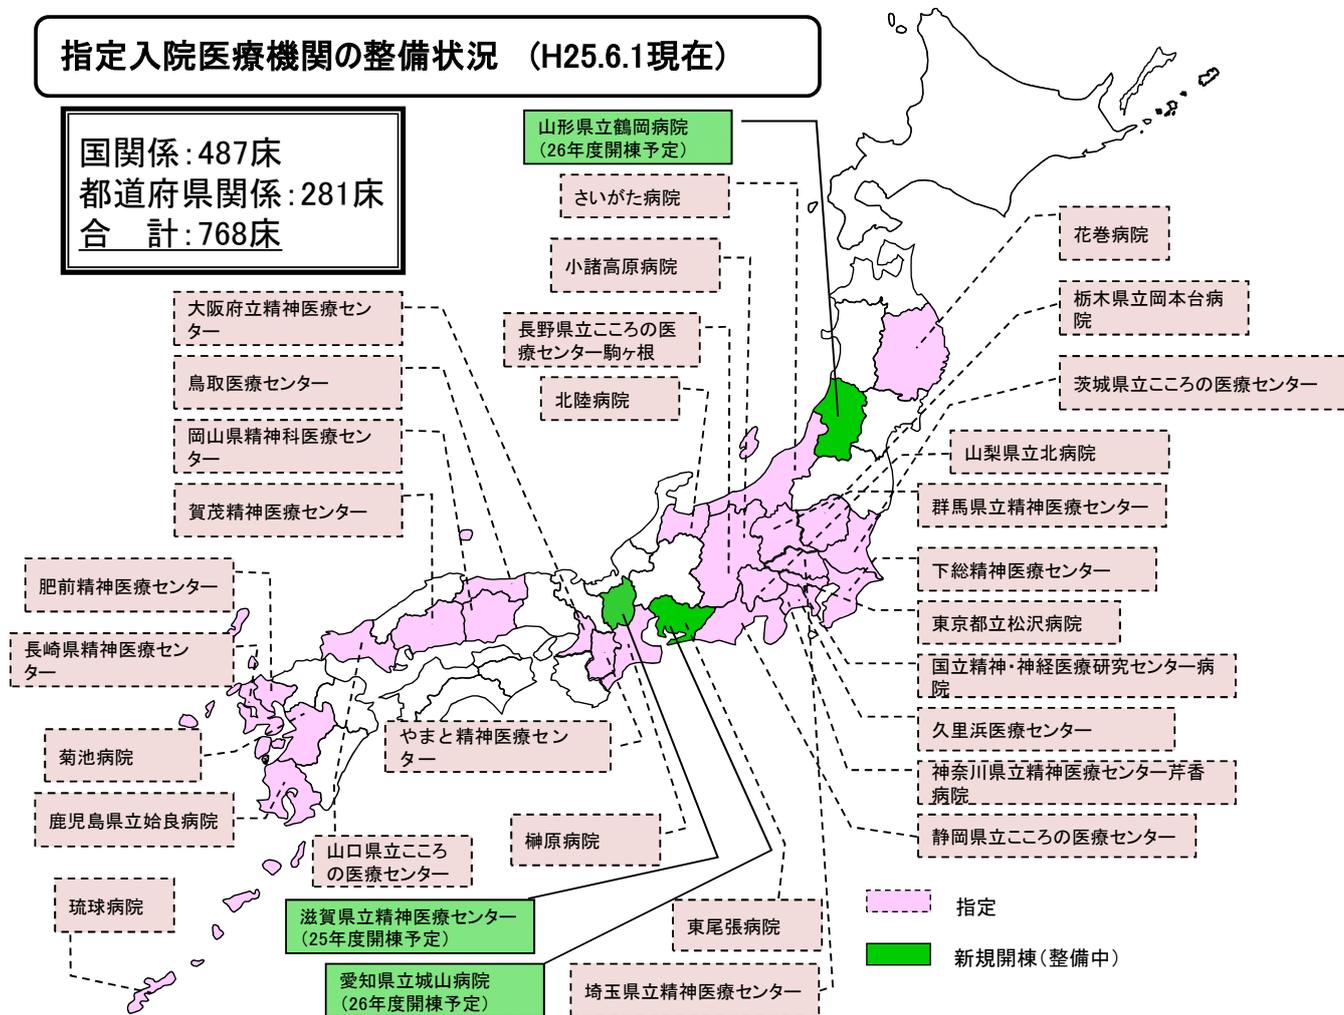 指定入院医療機関の整備状況 (H25.6.1現在)
国関係:487床
都道府県関係:281床
合 計:768床
山形県立鶴岡病院
(26年度開棟予定)
さいがた病院
小諸高原病院
長野県立こころの医
療センター駒ヶ根
北陸病院
花巻病院
栃木県立岡本台病
院
茨城県立こころの医療センター
山梨県立北病院
群馬県立精神医療センター
下総精神医療センター
東京都立松沢病院
国立精神・神経医療研究センター病
院
久里浜医療センター
神奈川県立精神医療センター芹香
病院
静岡県立こころの医療センター
大阪府立精神医療セン
ター
鳥取医療センター
岡山県精神科医療セン
ター
賀茂精神医療センター
肥前精神医療センター
長崎県精神医療セン
ター
菊池病院
鹿児島県立姶良病院
琉球病院
やまと精神医療セン
ター
山口県立こころ
の医療センター
榊原病院
滋賀県立精神医療センター
(25年度開棟予定)
愛知県立城山病院
(26年度開棟予定)
東尾張病院
埼玉県立精神医療センター
指定
新規開棟(整備中)